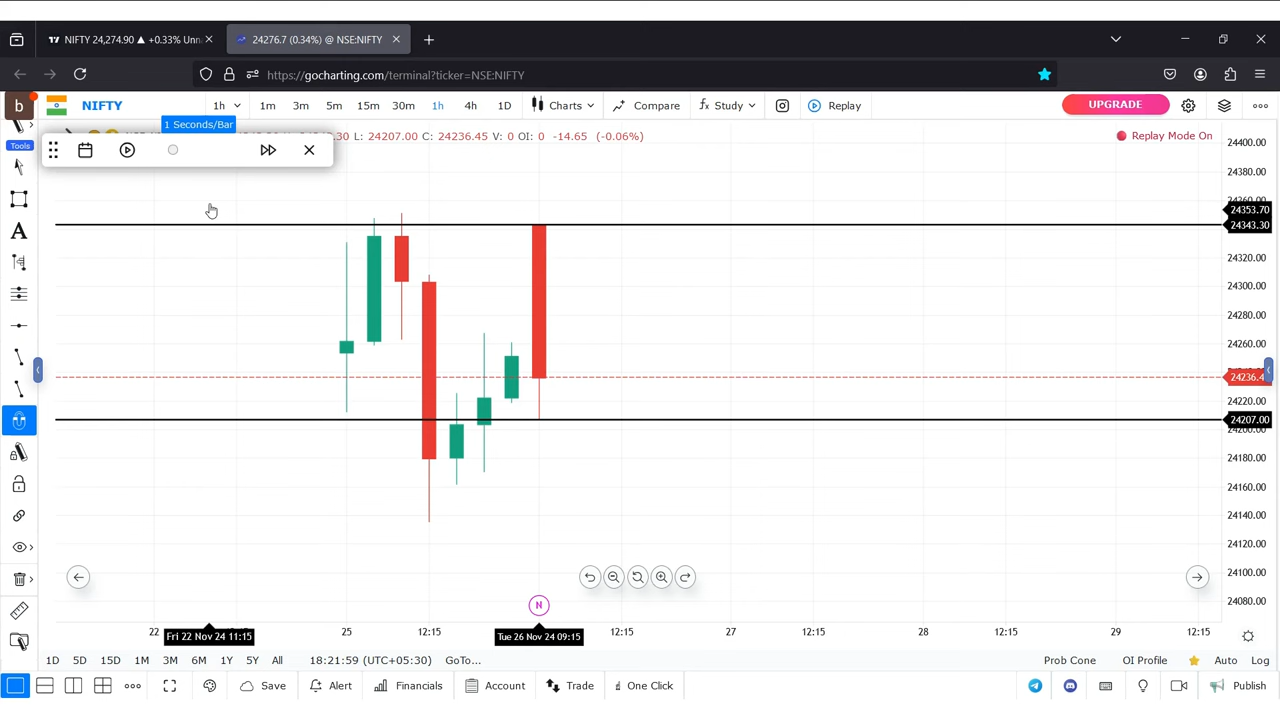 NIFTY 24,274.90 ▲ +0.33% Unn
24276.7 (0.34%) @ NSE:NIFTY
https://gocharting.com/terminal?ticker=NSE:NIFTY
b
NIFTY
1h
1m
3m
5m
15m
30m
1h
4h
1D
Charts
Compare
fx Study
Replay
UPGRADE
1 Seconds/Bar
.30 L: 24207.00 C: 24236.45 V: 0 OI: 0 -14.65 (-0.06%)
Replay Mode On
Tools
A
24400.00
24380.00
24353.70
24343.30
24320.00
24300.00
24280.00
24260.00
24236.4
24220.00
24207.00
24180.00
24160.00
24140.00
24120.00
24100.00
24080.00
N
22
Fri 22 Nov 24 11:15
25
12:15
Tue 26 Nov 24 09:15
12:15
27
12:15
28
12:15
29
12:15
1D
5D
15D
1M
3M
6M
1Y
5Y
All
18:21:59 (UTC+05:30)
GoTo...
Prob Cone
OI Profile
Auto
Log
Save
Alert
Financials
Account
Trade
One Click
Publish